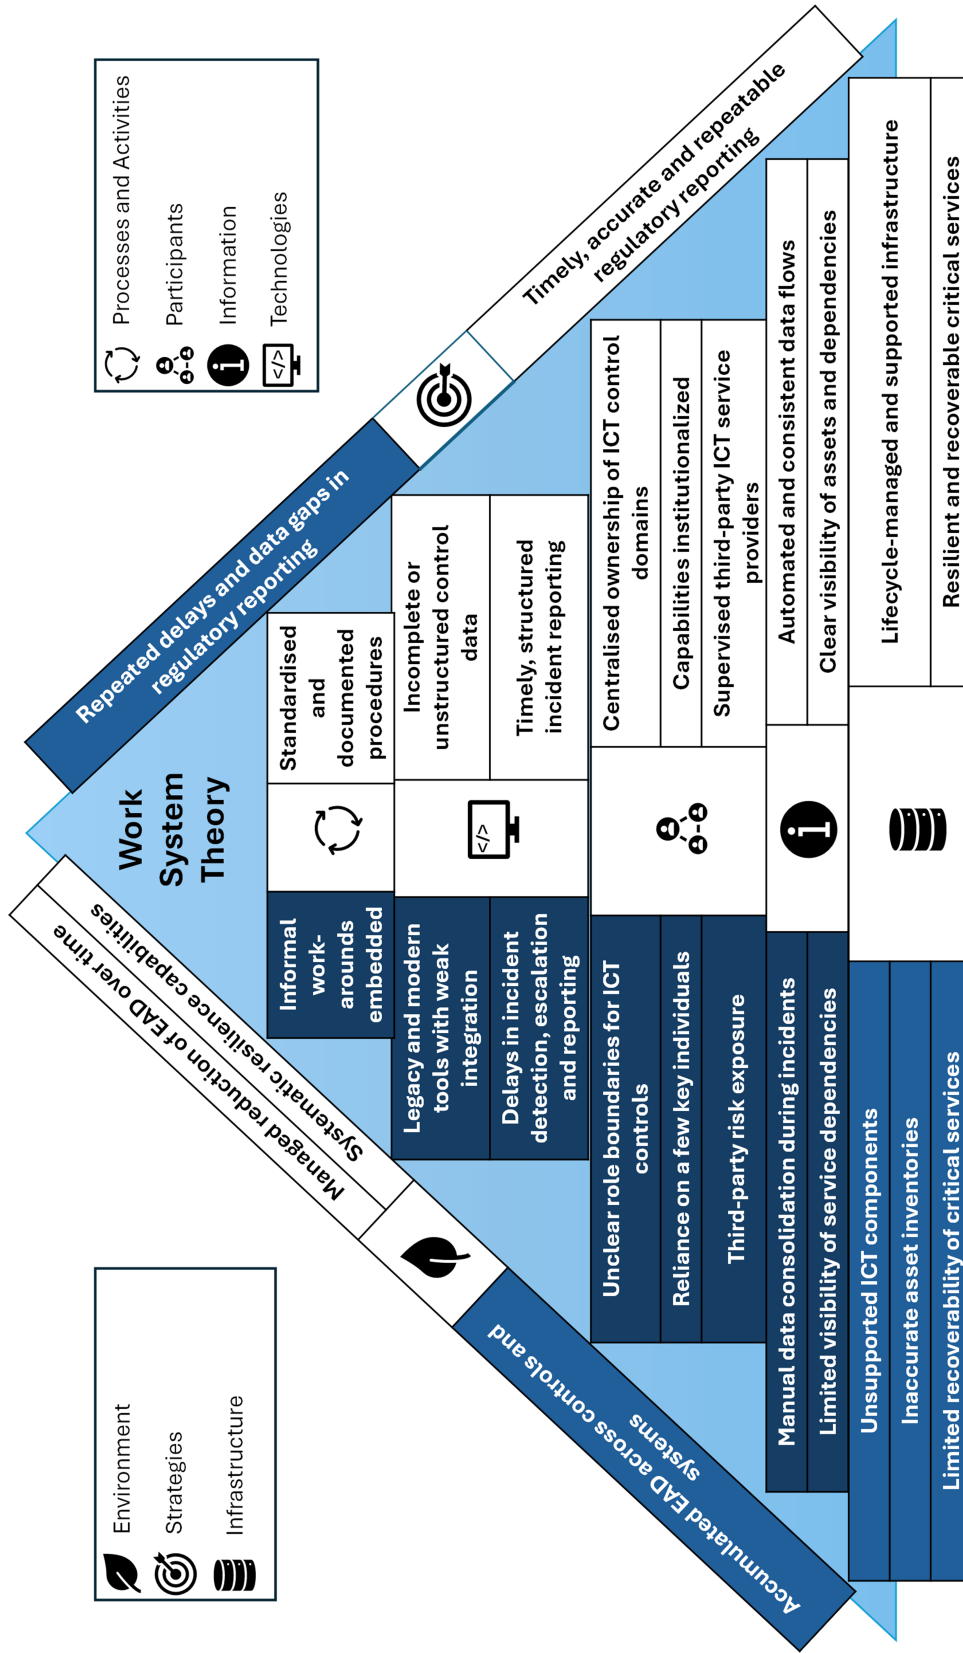 Environment
Strategies
Infrastructure
Processes and Activities
Participants
Information
Technologies
Work
System
Theory
Managed reduction of EAD over time
Systematic resilience capabilities
Accumulated EAD across controls and
systems
Repeated delays and data gaps in
regulatory reporting
Timely, accurate and repeatable
regulatory reporting
Informal
work-
arounds
embedded
Standardised
and
documented
procedures
Legacy and modern
tools with weak
integration
Incomplete or
unstructured control
data
Delays in incident
detection, escalation
and reporting
Timely, structured
incident reporting
Unclear role boundaries for ICT
controls
Centralised ownership of ICT control
domains
Reliance on a few key individuals
Capabilities institutionalized
Third-party risk exposure
Supervised third-party ICT service
providers
Manual data consolidation during incidents
Automated and consistent data flows
Limited visibility of service dependencies
Clear visibility of assets and dependencies
Unsupported ICT components
Lifecycle-managed and supported infrastructure
Inaccurate asset inventories
Limited recoverability of critical services
Resilient and recoverable critical services